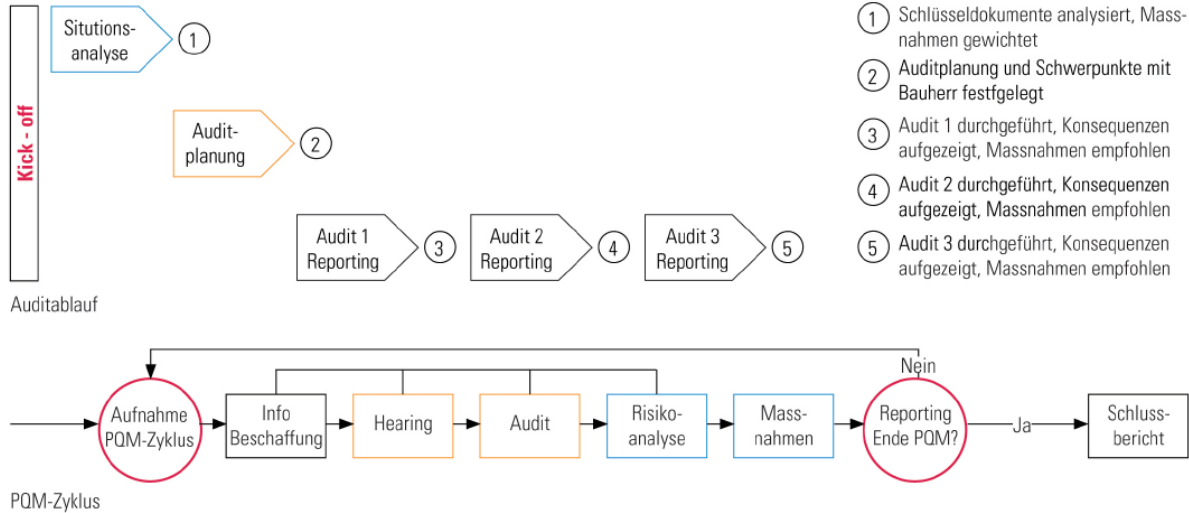 Kick - off
Situtions-
analyse
1
Audit-
planung
2
Audit 1
Reporting
3
Audit 2
Reporting
4
Audit 3
Reporting
5
1 Schlüsseldokumente analysiert, Mass-
nahmen gewichtet
2 Auditplanung und Schwerpunkte mit
Bauherr festfgelegt
3 Audit 1 durchgeführt, Konsequenzen
aufgezeigt, Massnahmen empfohlen
4 Audit 2 durchgeführt, Konsequenzen
aufgezeigt, Massnahmen empfohlen
5 Audit 3 durchgeführt, Konsequenzen
aufgezeigt, Massnahmen empfohlen
Auditablauf
Aufnahme
PQM-Zyklus
Info
Beschaffung
Hearing
Audit
Risiko-
analyse
Mass-
nahmen
Nein
Reporting
Ende PQM?
Ja
Schluss-
bericht
PQM-Zyklus